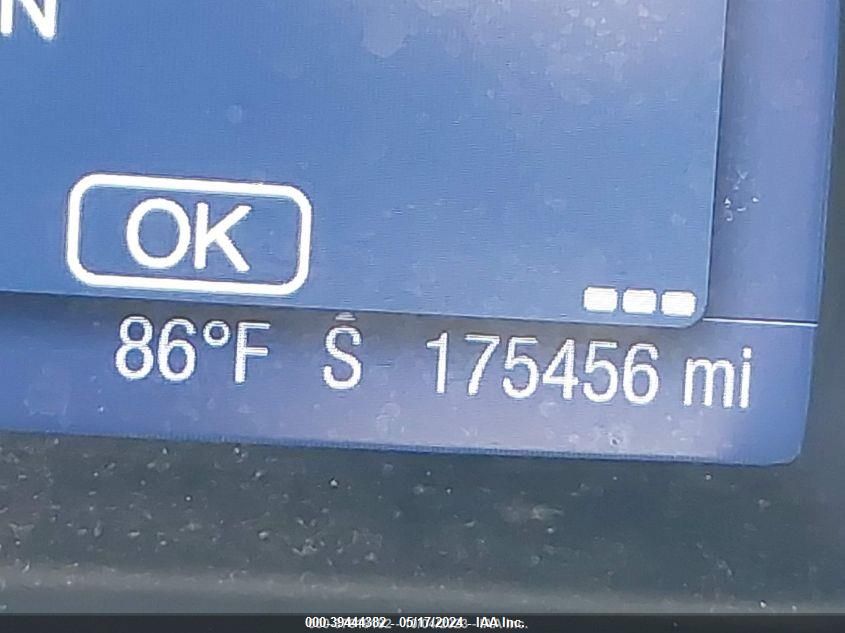 N
OK
86°F S 175456 mi
000-39444382 - 05/17/2024 - IAA Inc.